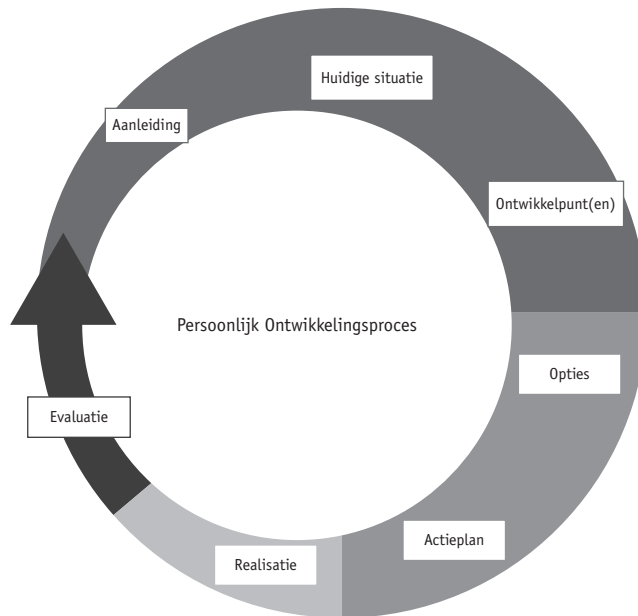 Huidige situatie
Aanleiding
Ontwikkelpunt(en)
Persoonlijk Ontwikkelingsproces
Opties
Evaluatie
Actieplan
Realisatie